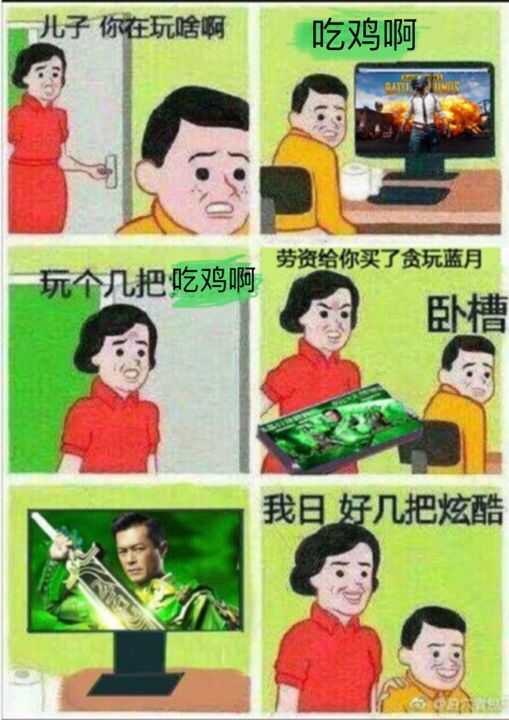 儿子 你在玩啥啊
吃鸡啊
玩个几把
吃鸡啊
劳资给你买了贪玩蓝月
卧槽
我日 好几把炫酷